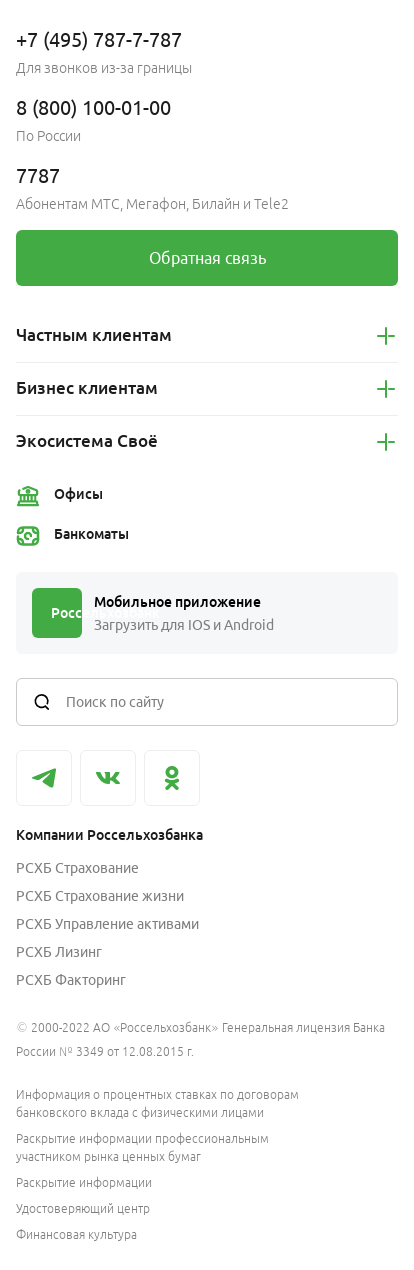 +7 (495) 787-7-787
Для звонков из-за границы
8 (800) 100-01-00
По России
7787
Абонентам МТС, Мегафон, Билайн и Tele2
Обратная связь
Частным клиентам
Бизнес клиентам
Экосистема Своё
Офисы
Банкоматы
Мобильное приложение
Загрузить для IOS и Android
Поиск по сайту
Компании Россельхозбанка
РСХБ Страхование
РСХБ Страхование жизни
РСХБ Управление активами
РСХБ Лизинг
РСХБ Факторинг
© 2000-2022 АО «Россельхозбанк» Генеральная лицензия Банка
России № 3349 от 12.08.2015 г.
Информация о процентных ставках по договорам
банковского вклада с физическими лицами
Раскрытие информации профессиональным
участником рынка ценных бумаг
Раскрытие информации
Удостоверяющий центр
Финансовая культура